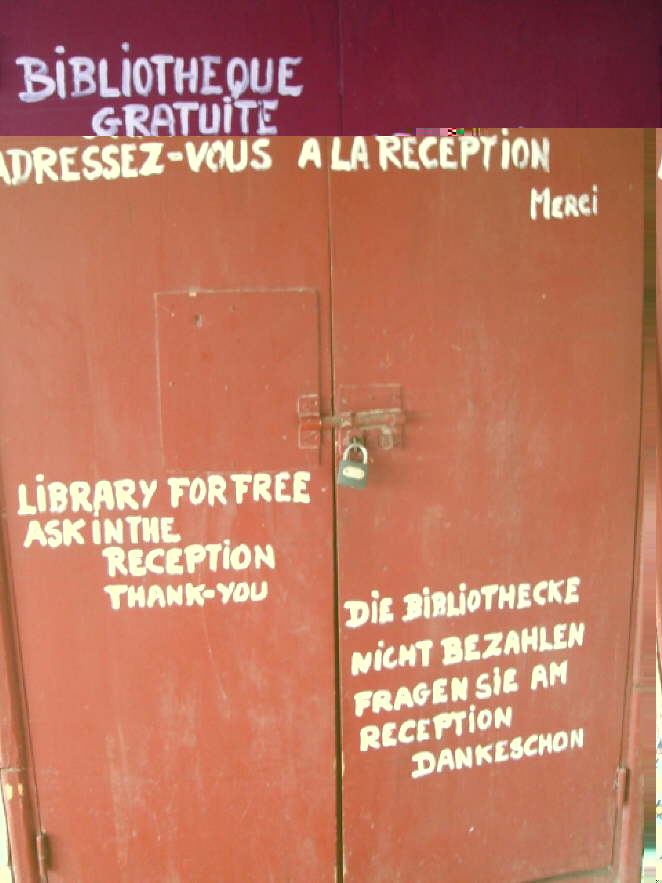 BIBLIOTHEQUE
GRATUITE
ADRESSEZ-VOUS A LA RECEPTION
MERCI
LIBRARY FOR FREE
ASK IN THE
RECEPTION
THANK-YOU
DIE BIBLIOTHECKE
NICHT BEZAHLEN
FRAGEN SIE AM
RECEPTION
DANKESCHON